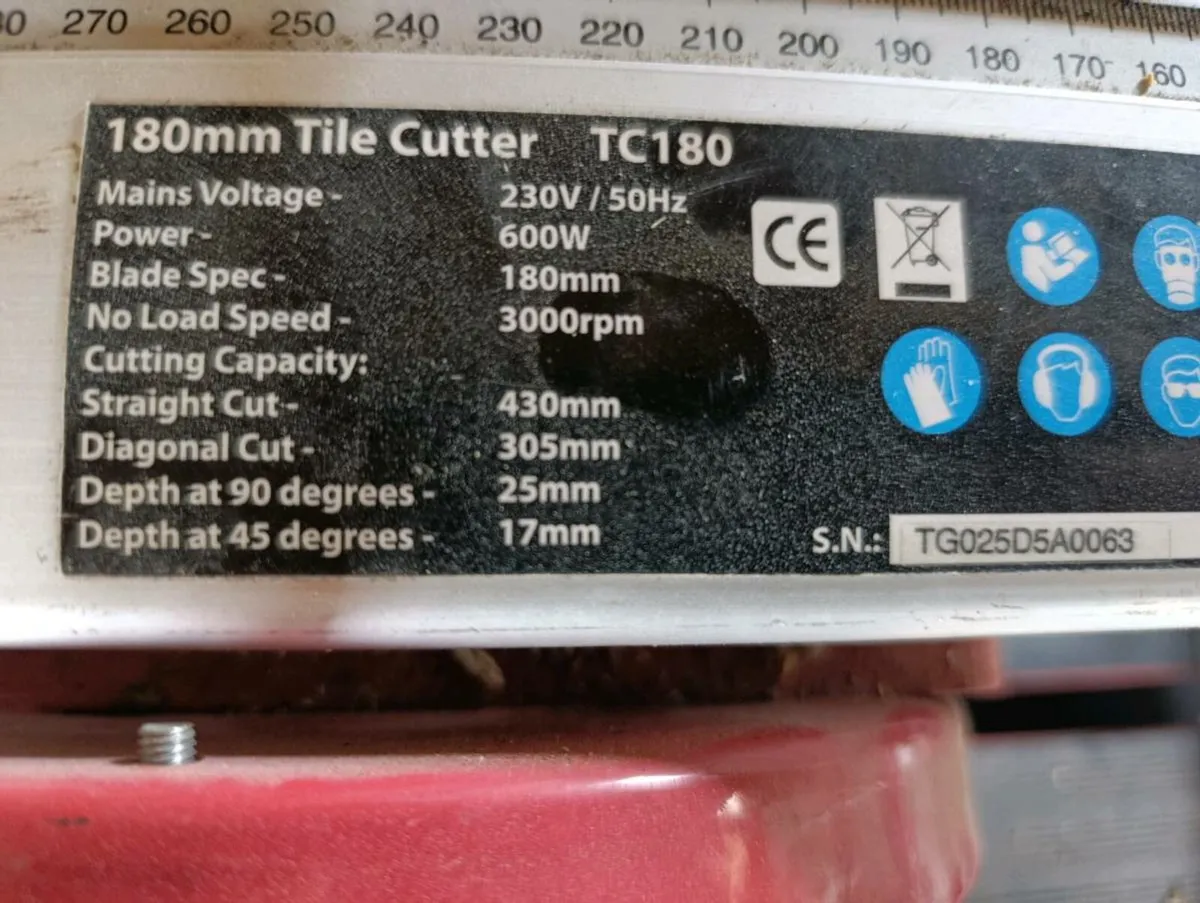 270 260 250 240 230 220 210 200 190 180 170 160
180mm Tile Cutter TC180
Mains Voltage - 230V / 50Hz
Power - 600W
Blade Spec - 180mm
No Load Speed - 3000rpm
Cutting Capacity:
Straight Cut - 430mm
Diagonal Cut - 305mm
Depth at 90 degrees - 25mm
Depth at 45 degrees - 17mm
CE
S.N.: TG025D5A0063